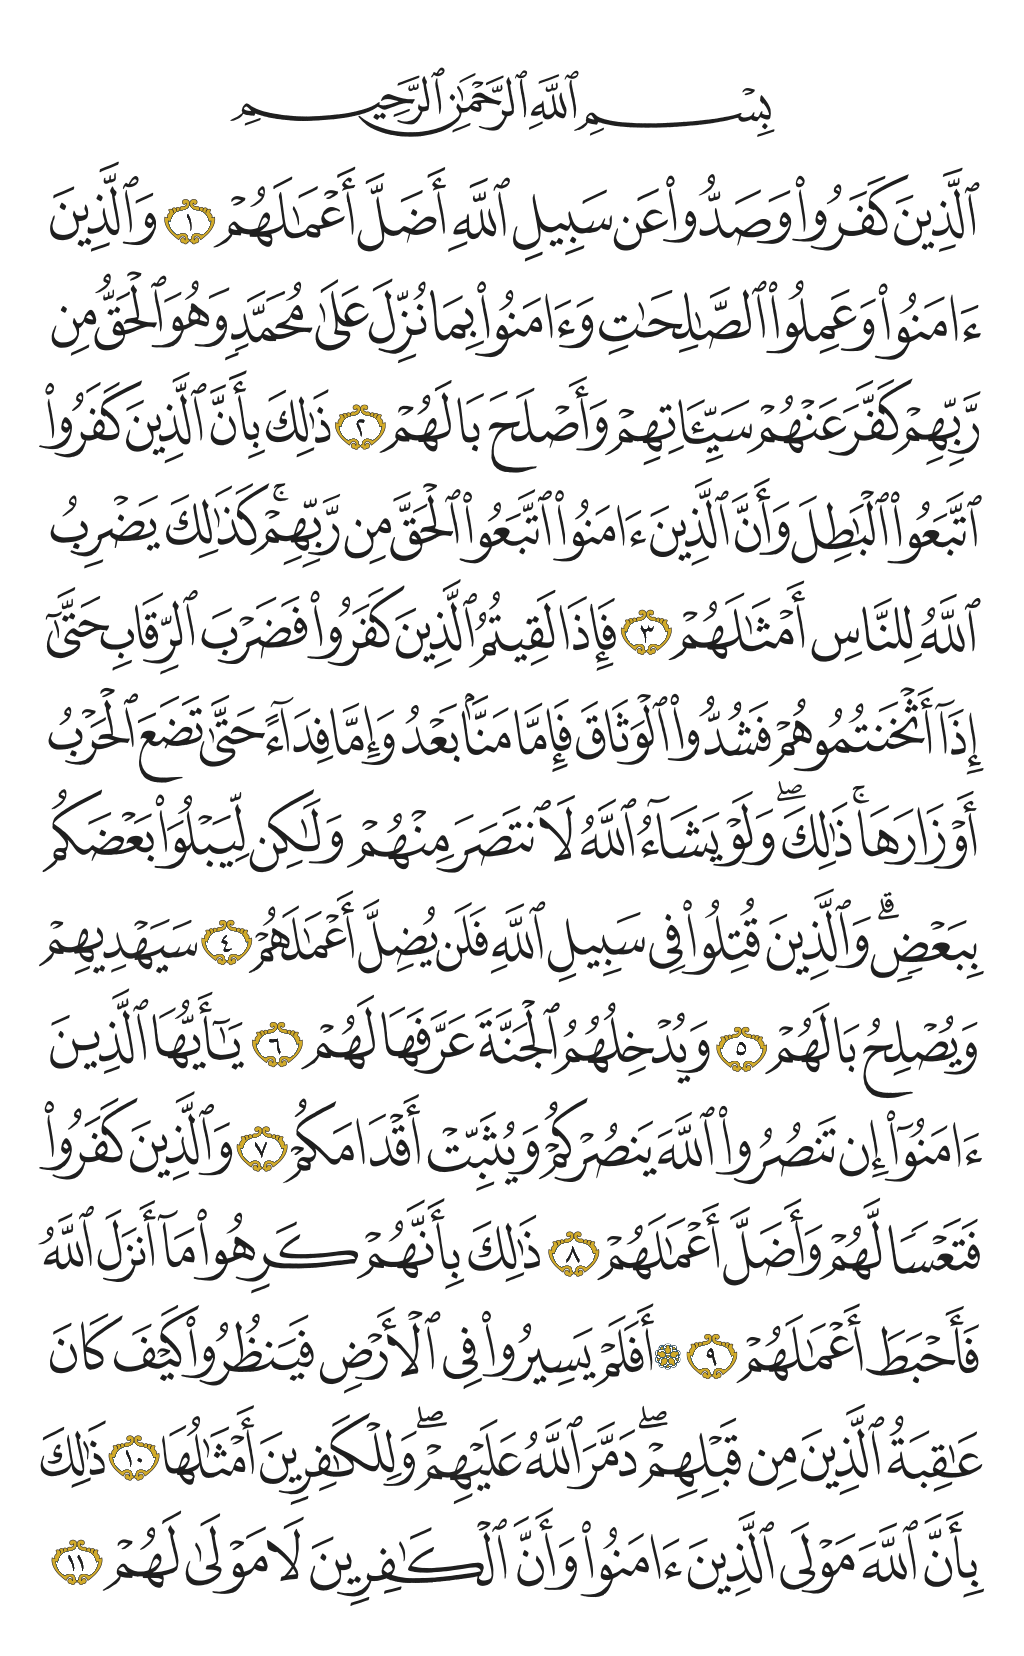 بِسْمِ ٱللَّهِ ٱلرَّحْمَٰنِ ٱلرَّحِيمِ
ٱلَّذِينَ كَفَرُوا۟ وَصَدُّوا۟ عَن سَبِيلِ ٱللَّهِ أَضَلَّ أَعْمَٰلَهُمْ ١ وَٱلَّذِينَ
ءَامَنُوا۟ وَعَمِلُوا۟ ٱلصَّٰلِحَٰتِ وَءَامَنُوا۟ بِمَا نُزِّلَ عَلَىٰ مُحَمَّدٍ وَهُوَ ٱلْحَقُّ مِن
رَّبِّهِمْ كَفَّرَ عَنْهُمْ سَيِّـَٔاتِهِمْ وَأَصْلَحَ بَالَهُمْ ٢ ذَٰلِكَ بِأَنَّ ٱلَّذِينَ كَفَرُوا۟
ٱتَّبَعُوا۟ ٱلْبَٰطِلَ وَأَنَّ ٱلَّذِينَ ءَامَنُوا۟ ٱتَّبَعُوا۟ ٱلْحَقَّ مِن رَّبِّهِمْ ۚ كَذَٰلِكَ يَضْرِبُ
ٱللَّهُ لِلنَّاسِ أَمْثَٰلَهُمْ ٣ فَإِذَا لَقِيتُمُ ٱلَّذِينَ كَفَرُوا۟ فَضَرْبَ ٱلرِّقَابِ حَتَّىٰٓ
إِذَآ أَثْخَنتُمُوهُمْ فَشُدُّوا۟ ٱلْوَثَاقَ فَإِمَّا مَنًّۢا بَعْدُ وَإِمَّا فِدَآءً حَتَّىٰ تَضَعَ ٱلْحَرْبُ
أَوْزَارَهَا ۚ ذَٰلِكَ ۖ وَلَوْ يَشَآءُ ٱللَّهُ لَٱنتَصَرَ مِنْهُمْ وَلَٰكِن لِّيَبْلُوَا۟ بَعْضَكُم
بِبَعْضٍ ۗ وَٱلَّذِينَ قُتِلُوا۟ فِى سَبِيلِ ٱللَّهِ فَلَن يُضِلَّ أَعْمَٰلَهُمْ ٤ سَيَهْدِيهِمْ
وَيُصْلِحُ بَالَهُمْ ٥ وَيُدْخِلُهُمُ ٱلْجَنَّةَ عَرَّفَهَا لَهُمْ ٦ يَٰٓأَيُّهَا ٱلَّذِينَ
ءَامَنُوٓا۟ إِن تَنصُرُوا۟ ٱللَّهَ يَنصُرْكُمْ وَيُثَبِّتْ أَقْدَامَكُمْ ٧ وَٱلَّذِينَ كَفَرُوا۟
فَتَعْسًا لَّهُمْ وَأَضَلَّ أَعْمَٰلَهُمْ ٨ ذَٰلِكَ بِأَنَّهُمْ كَرِهُوا۟ مَآ أَنزَلَ ٱللَّهُ
فَأَحْبَطَ أَعْمَٰلَهُمْ ٩ ۞ أَفَلَمْ يَسِيرُوا۟ فِى ٱلْأَرْضِ فَيَنظُرُوا۟ كَيْفَ كَانَ
عَٰقِبَةُ ٱلَّذِينَ مِن قَبْلِهِمْ ۖ دَمَّرَ ٱللَّهُ عَلَيْهِمْ ۖ وَلِلْكَٰفِرِينَ أَمْثَٰلُهَا ١٠ ذَٰلِكَ
بِأَنَّ ٱللَّهَ مَوْلَى ٱلَّذِينَ ءَامَنُوا۟ وَأَنَّ ٱلْكَٰفِرِينَ لَا مَوْلَىٰ لَهُمْ ١١